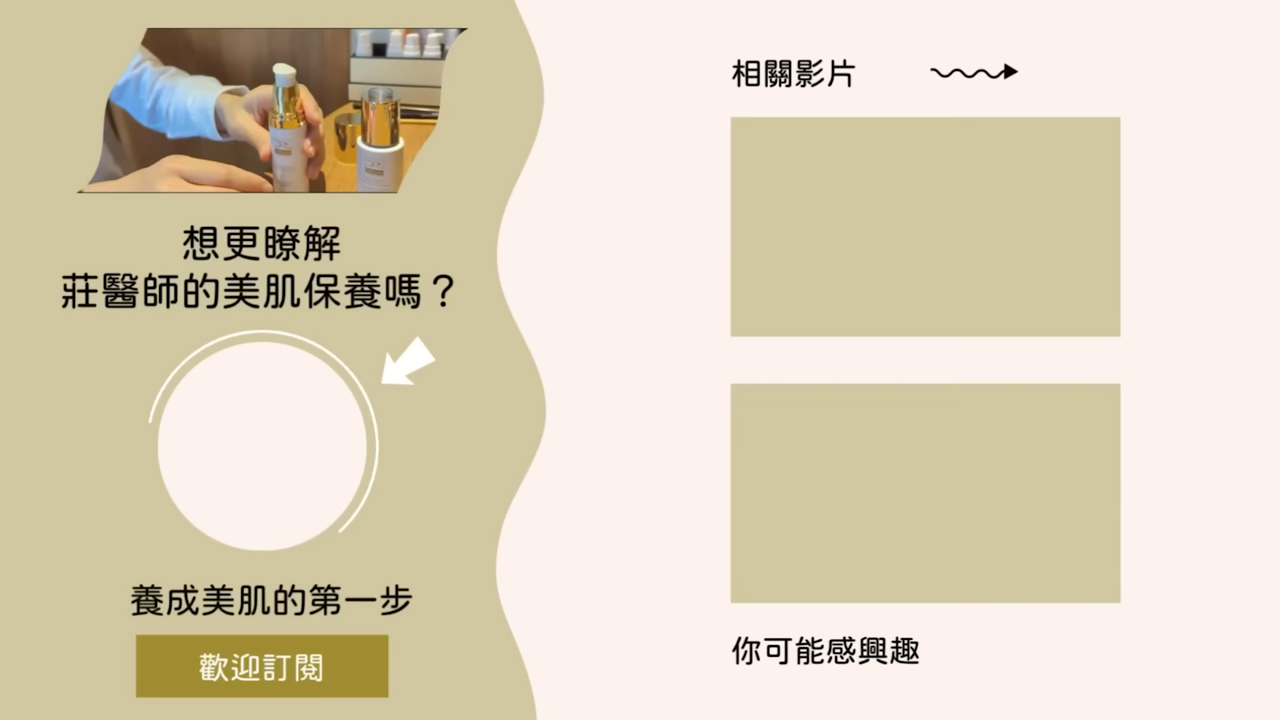 想更瞭解
莊醫師的美肌保養嗎？
養成美肌的第一步
歡迎訂閱
相關影片
你可能感興趣